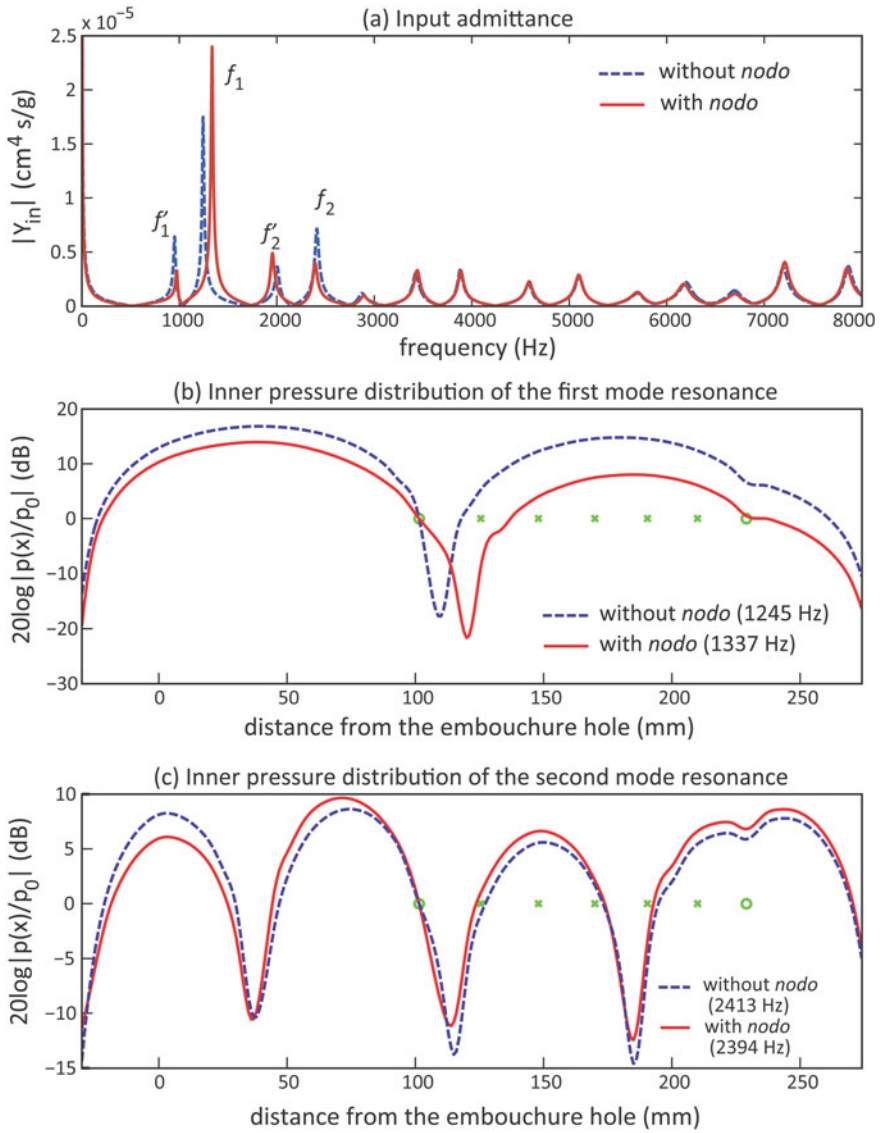 (a) Input admittance
x 10⁻⁵
2.5
2
1.5
1
0.5
0
|Y_in| (cm⁴ s/g)
f₁
f′₁
f′₂
f₂
without nodo
with nodo
0 1000 2000 3000 4000 5000 6000 7000 8000
frequency (Hz)
(b) Inner pressure distribution of the first mode resonance
20
10
0
-10
-20
-30
20log|p(x)/p₀| (dB)
without nodo (1245 Hz)
with nodo (1337 Hz)
0 50 100 150 200 250
distance from the embouchure hole (mm)
(c) Inner pressure distribution of the second mode resonance
10
5
0
-5
-10
-15
20log|p(x)/p₀| (dB)
without nodo
(2413 Hz)
with nodo
(2394 Hz)
0 50 100 150 200 250
distance from the embouchure hole (mm)